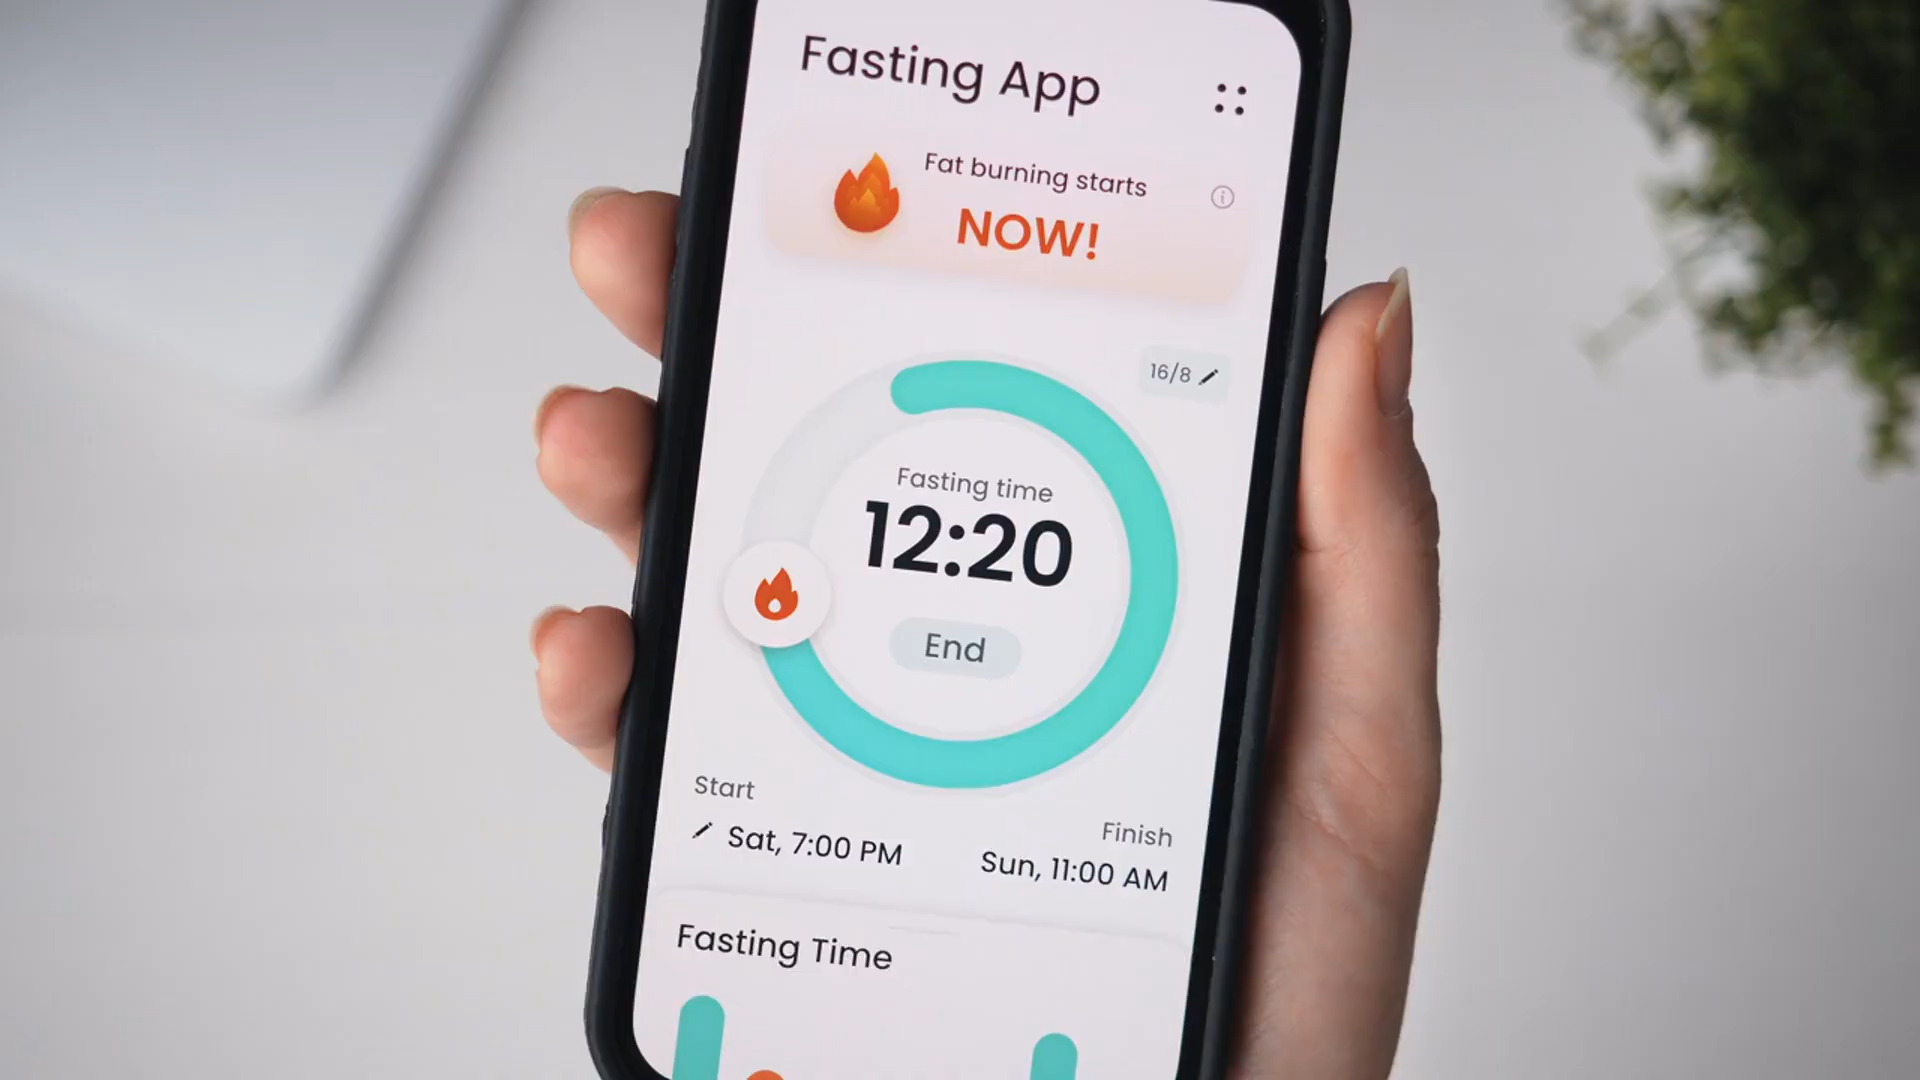 Fasting App
Fat burning starts
NOW!
16/8
Fasting time
12:20
End
Start
Sat, 7:00 PM
Finish
Sun, 11:00 AM
Fasting Time